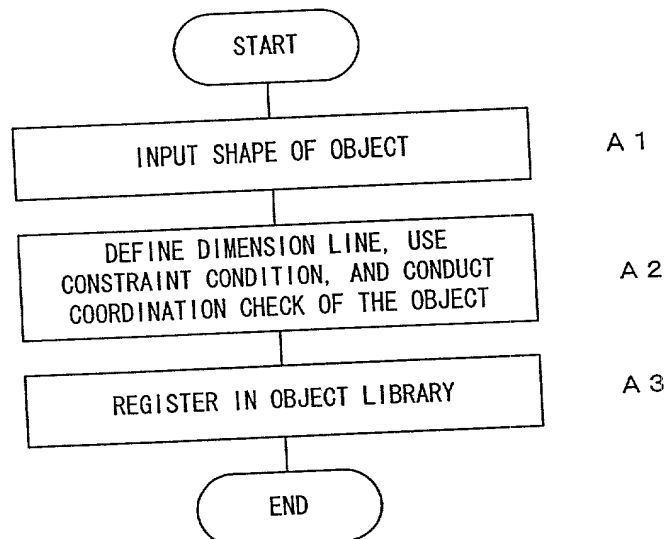 START
INPUT SHAPE OF OBJECT
A 1
DEFINE DIMENSION LINE, USE
CONSTRAINT CONDITION, AND CONDUCT
COORDINATION CHECK OF THE OBJECT
A 2
REGISTER IN OBJECT LIBRARY
A 3
END